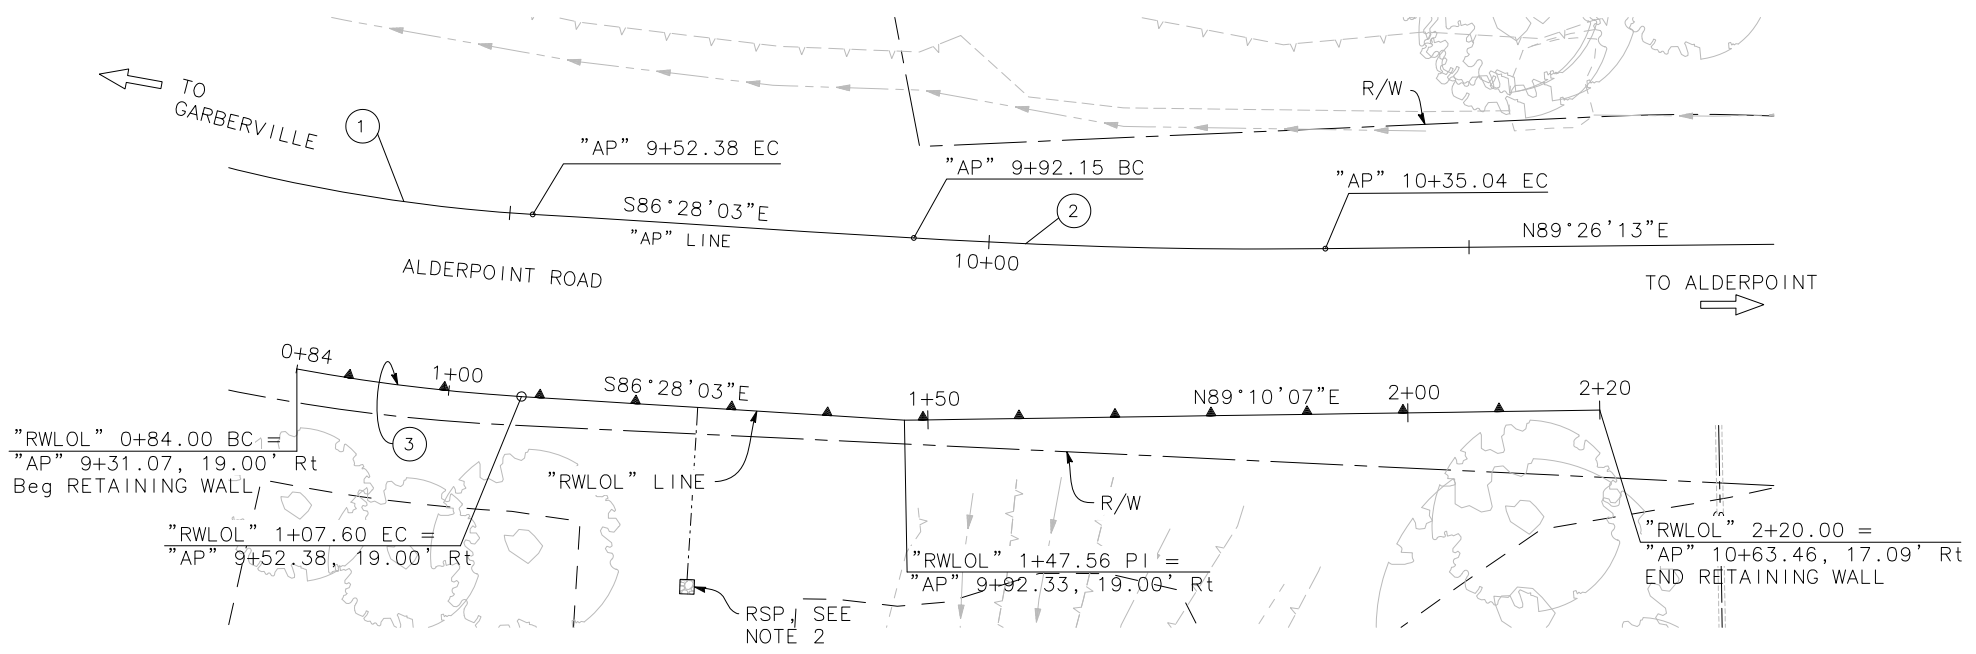 R/W
TO
GARBERVILLE
1
"AP" 9+52.38 EC
"AP" 9+92.15 BC
"AP" 10+35.04 EC
S86°28'03"E
"AP" LINE
2
N89°26'13"E
10+00
ALDERPOINT ROAD
TO ALDERPOINT
0+84
1+00
S86°28'03"E
1+50
N89°10'07"E
2+00
2+20
3
"RWLOL" 0+84.00 BC =
"AP" 9+31.07, 19.00' Rt
Beg RETAINING WALL
"RWLOL" LINE
R/W
"RWLOL" 1+07.60 EC =
"AP" 9+52.38, 19.00' Rt
"RWLOL" 1+47.56 PI =
"AP" 9+92.33, 19.00' Rt
"RWLOL" 2+20.00 =
"AP" 10+63.46, 17.09' Rt
END RETAINING WALL
RSP, SEE
NOTE 2